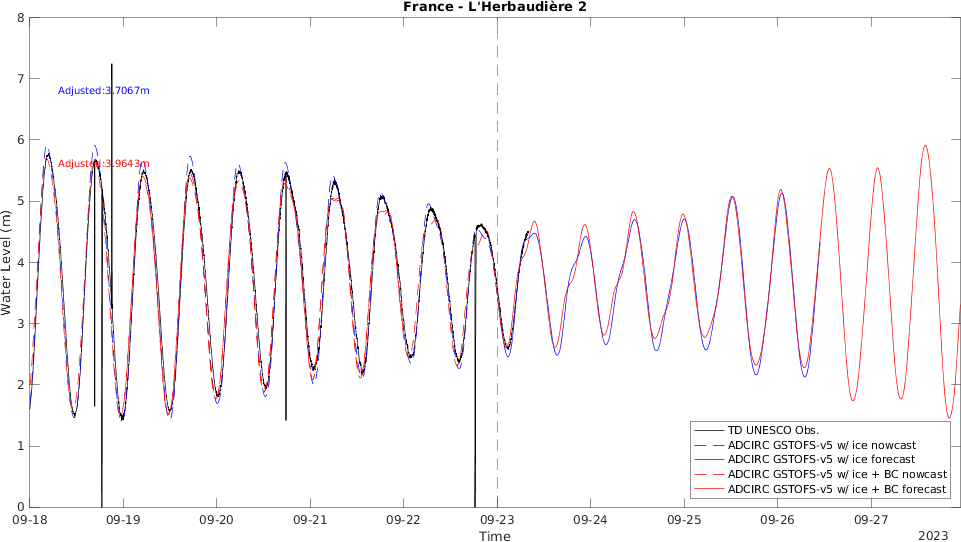 France - L'Herbaudière 2
8
7
6
5
4
3
2
1
0
Water Level (m)
Adjusted:3.7067m
Adjusted:3.9643m
TD UNESCO Obs.
ADCIRC GSTOFS-v5 w/ ice nowcast
ADCIRC GSTOFS-v5 w/ ice forecast
ADCIRC GSTOFS-v5 w/ ice + BC nowcast
ADCIRC GSTOFS-v5 w/ ice + BC forecast
09-18 09-19 09-20 09-21 09-22 09-23 09-24 09-25 09-26 09-27
Time
2023